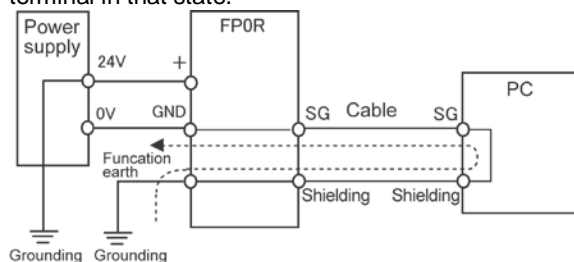 terminal in that state.
Power
supply
FP0R
24V
+
PC
0V
GND
SG
Cable
SG
Funcation
earth
Shielding
Shielding
Grounding
Grounding